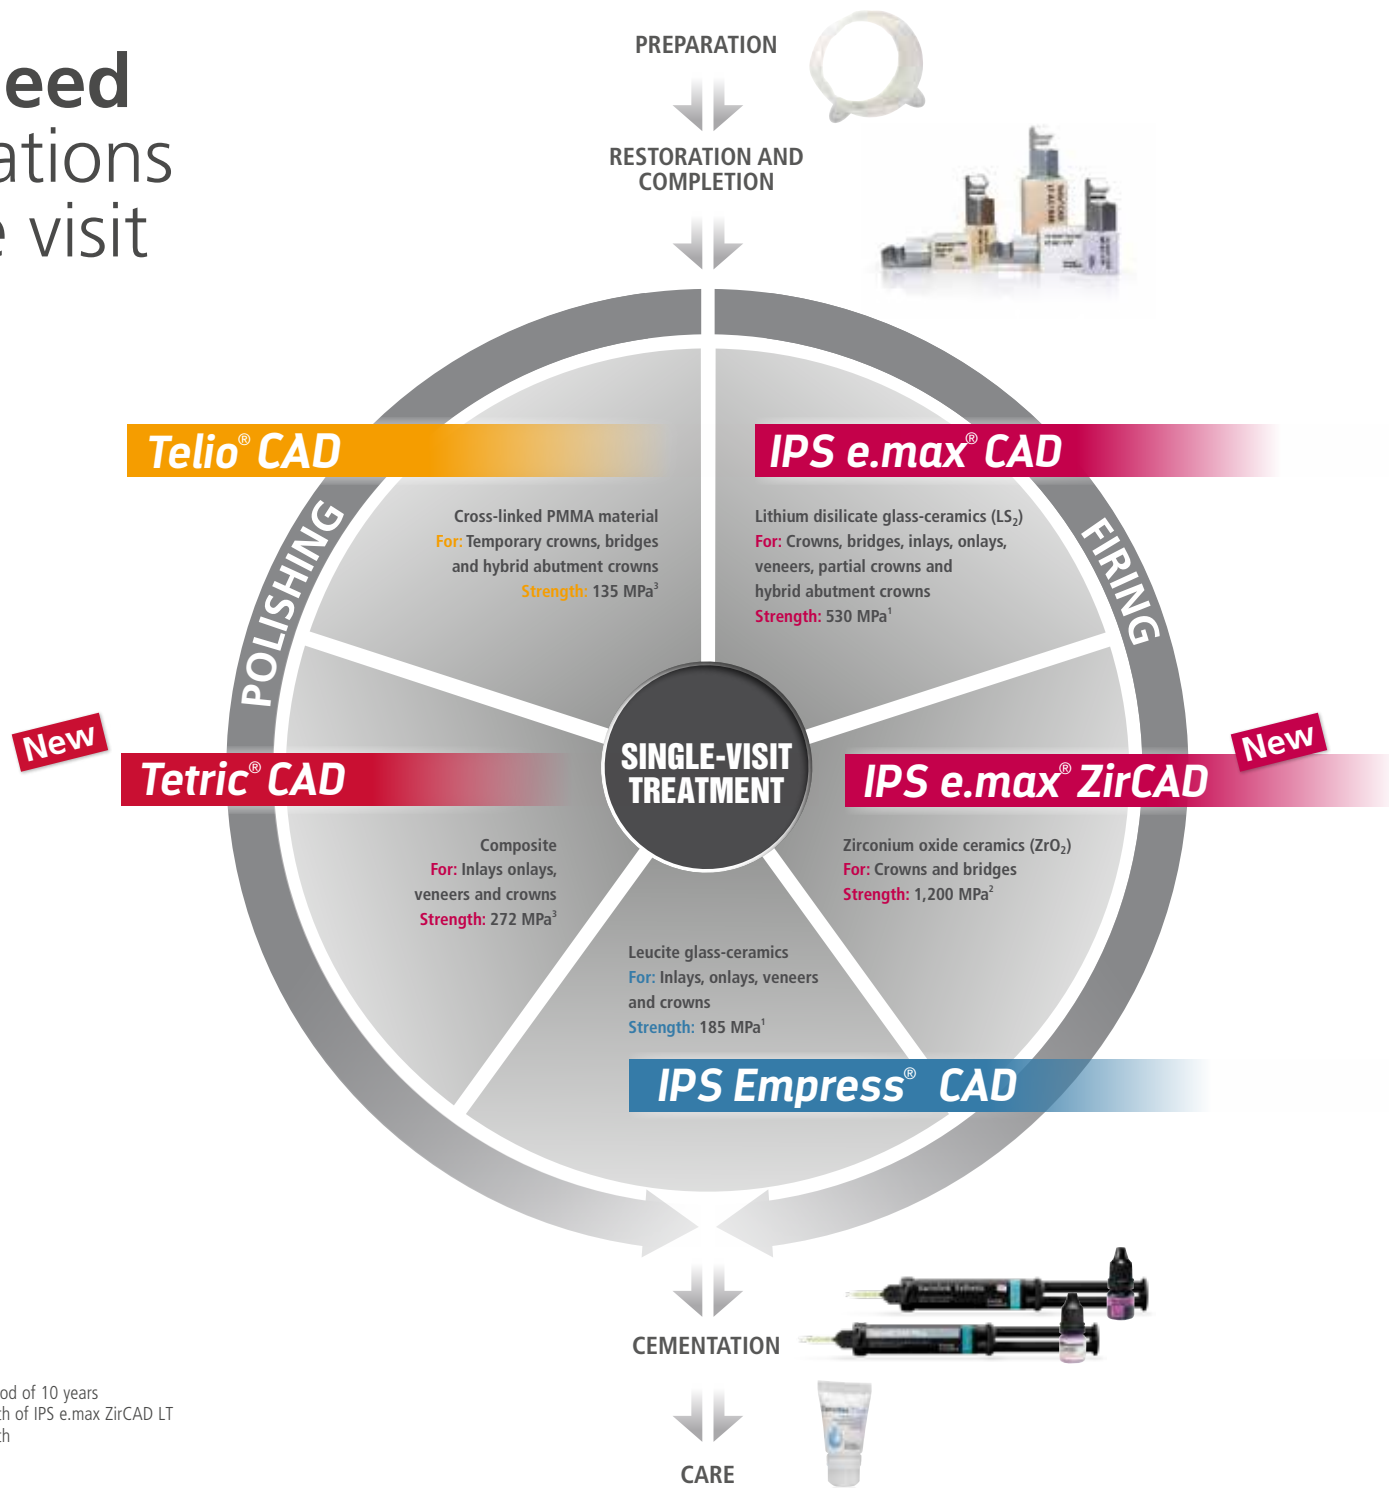 eed
ations
e visit
PREPARATION
RESTORATION AND
COMPLETION
Telio® CAD
Cross-linked PMMA material
For: Temporary crowns, bridges
and hybrid abutment crowns
Strength: 135 MPa³
IPS e.max® CAD
Lithium disilicate glass-ceramics (LS₂)
For: Crowns, bridges, inlays, onlays,
veneers, partial crowns and
hybrid abutment crowns
Strength: 530 MPa¹
POLISHING
FIRING
SINGLE-VISIT
TREATMENT
New
Tetric® CAD
Composite
For: Inlays onlays,
veneers and crowns
Strength: 272 MPa³
New
IPS e.max® ZirCAD
Zirconium oxide ceramics (ZrO₂)
For: Crowns and bridges
Strength: 1,200 MPa²
Leucite glass-ceramics
For: Inlays, onlays, veneers
and crowns
Strength: 185 MPa¹
IPS Empress® CAD
CEMENTATION
CARE
od of 10 years
th of IPS e.max ZirCAD LT
th